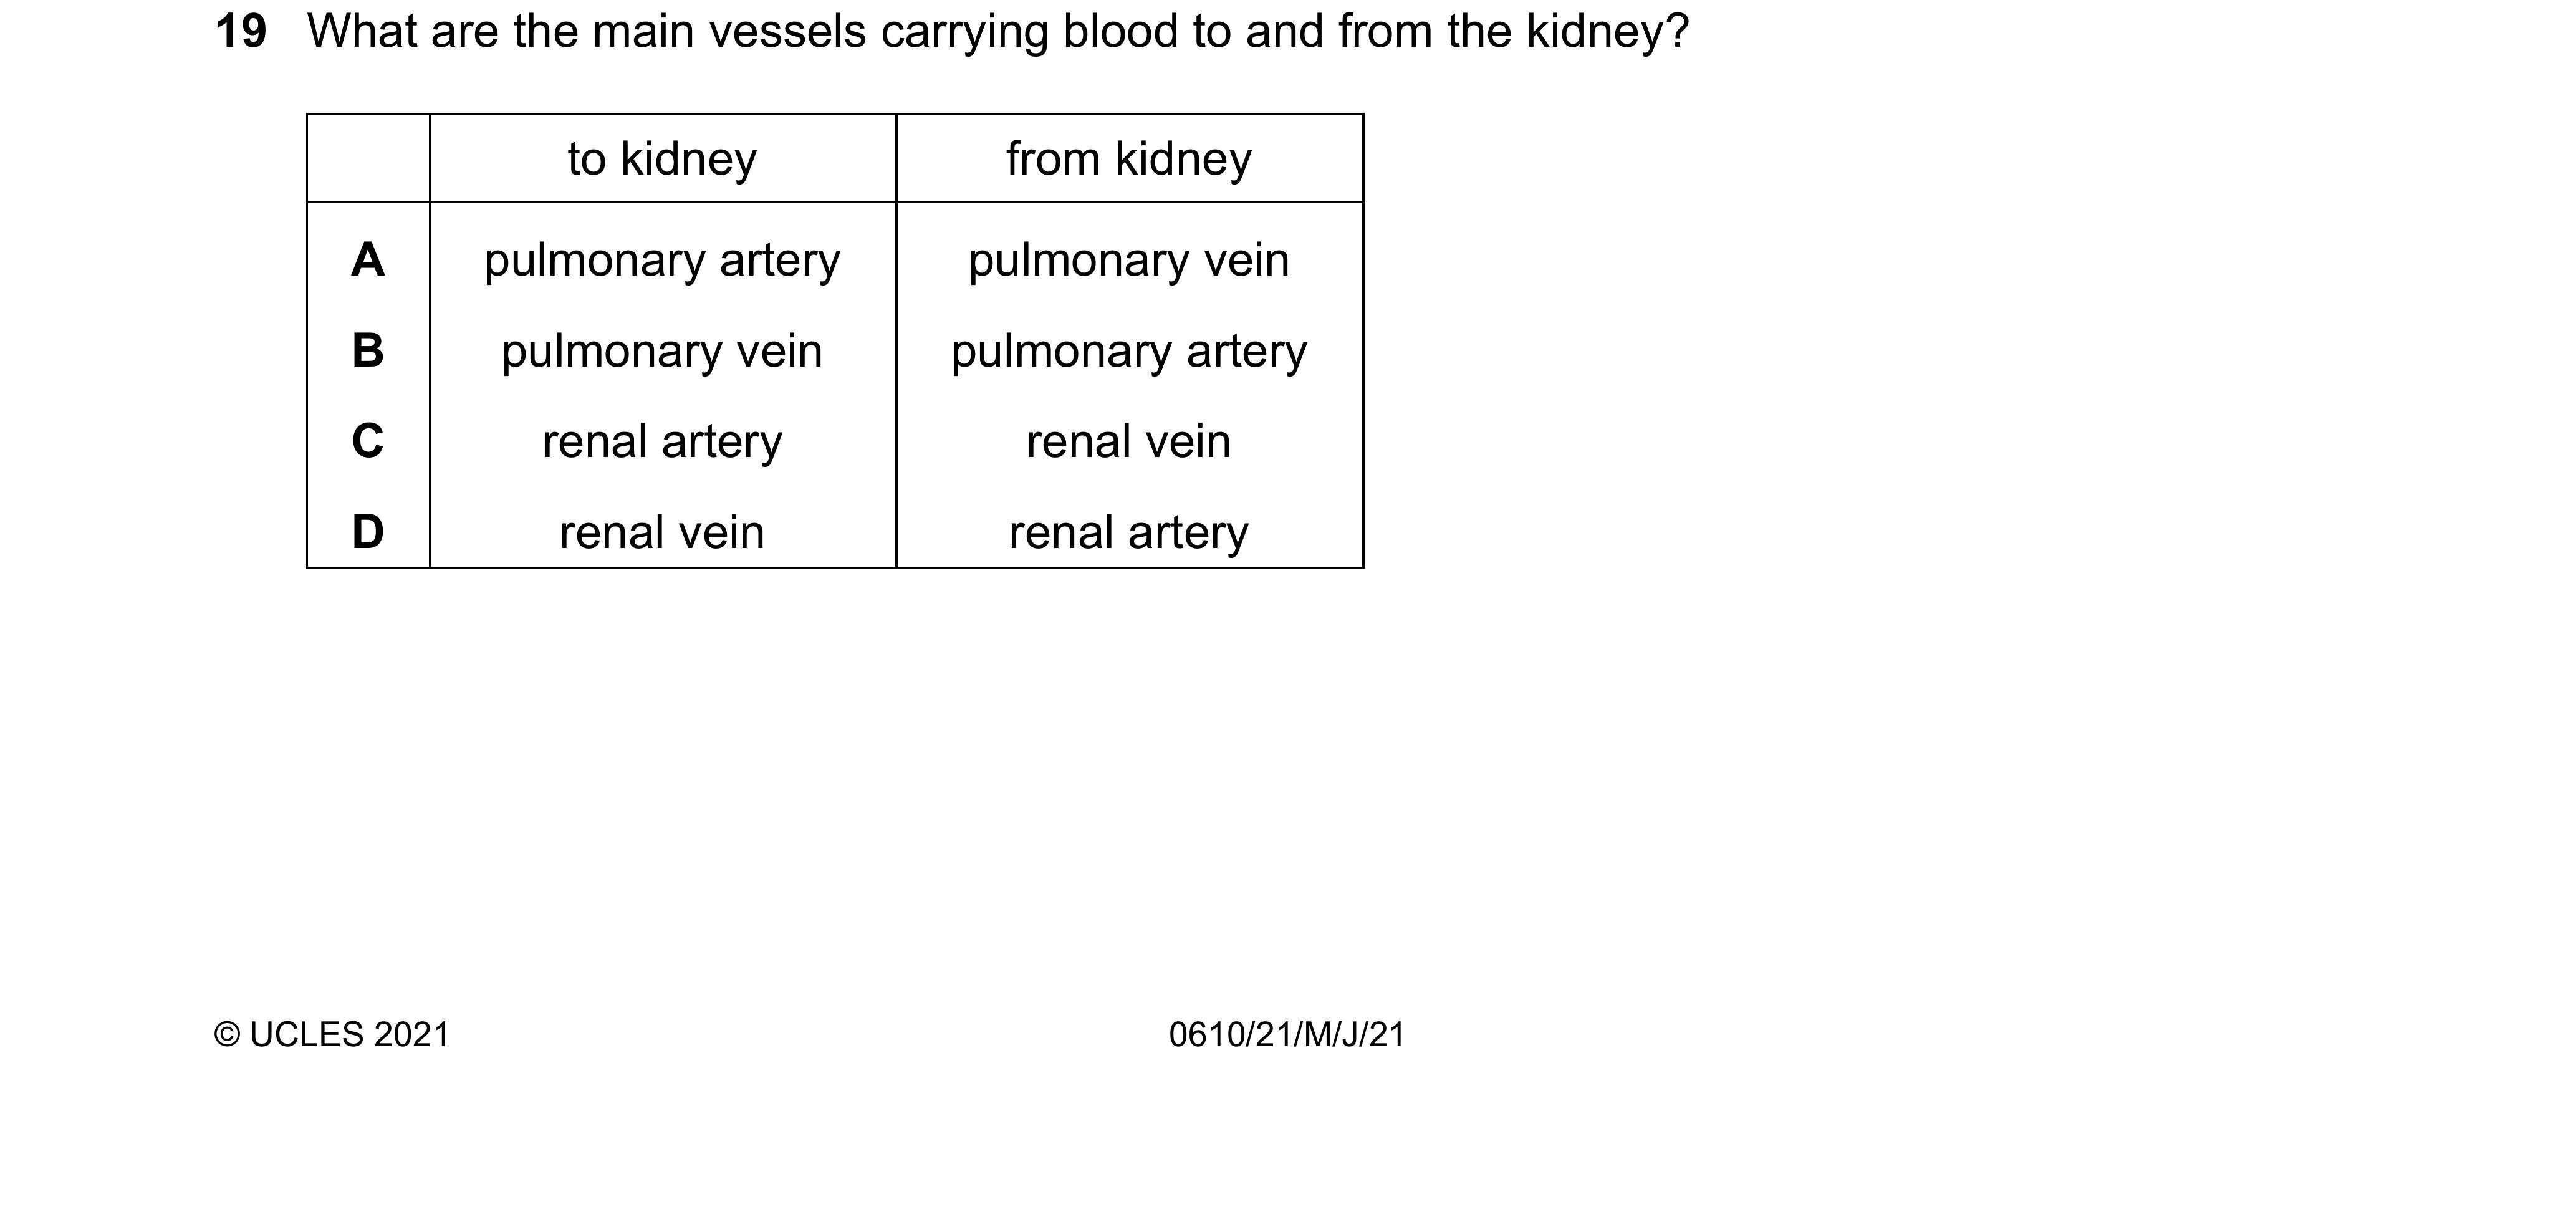 19 What are the main vessels carrying blood to and from the kidney?
to kidney from kidney
A pulmonary artery pulmonary vein
B pulmonary vein pulmonary artery
C renal artery renal vein
D renal vein renal artery
© UCLES 2021 0610/21/M/J/21